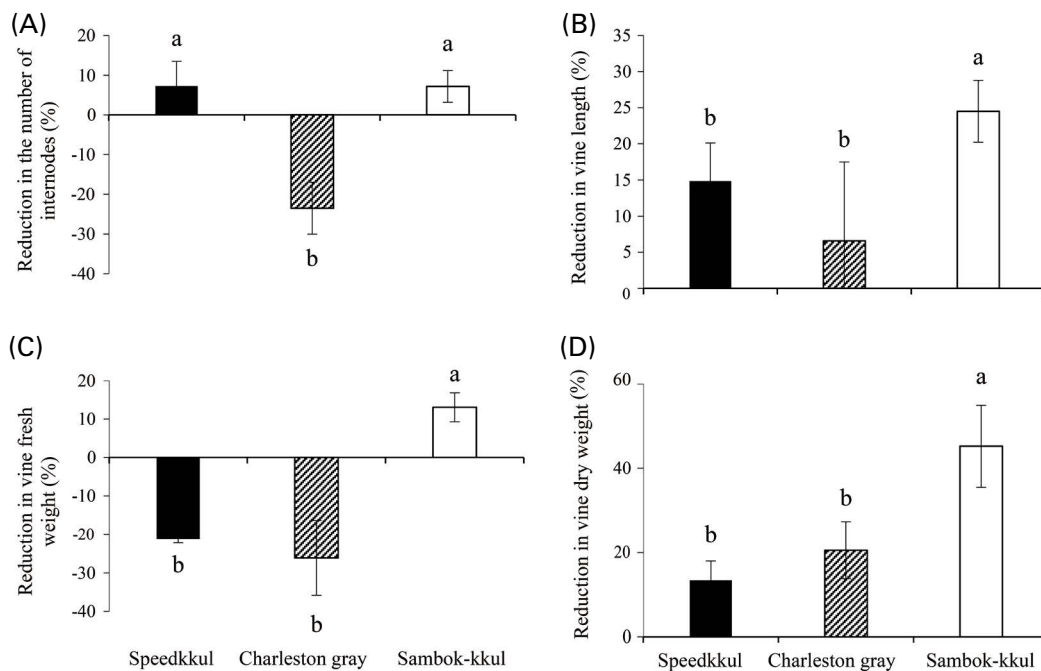 (A)
Reduction in the number of
internodes (%)
20
10
0
-10
-20
-30
-40
a
b
a
(B)
Reduction in vine length (%)
35
30
25
20
15
10
5
0
b
b
a
(C)
Reduction in vine fresh
weight (%)
20
10
0
-10
-20
-30
-40
b
b
a
Speedkkul Charleston gray Sambok-kkul
(D)
Reduction in vine dry weight (%)
60
40
20
0
b
b
a
Speedkkul Charleston gray Sambok-kkul